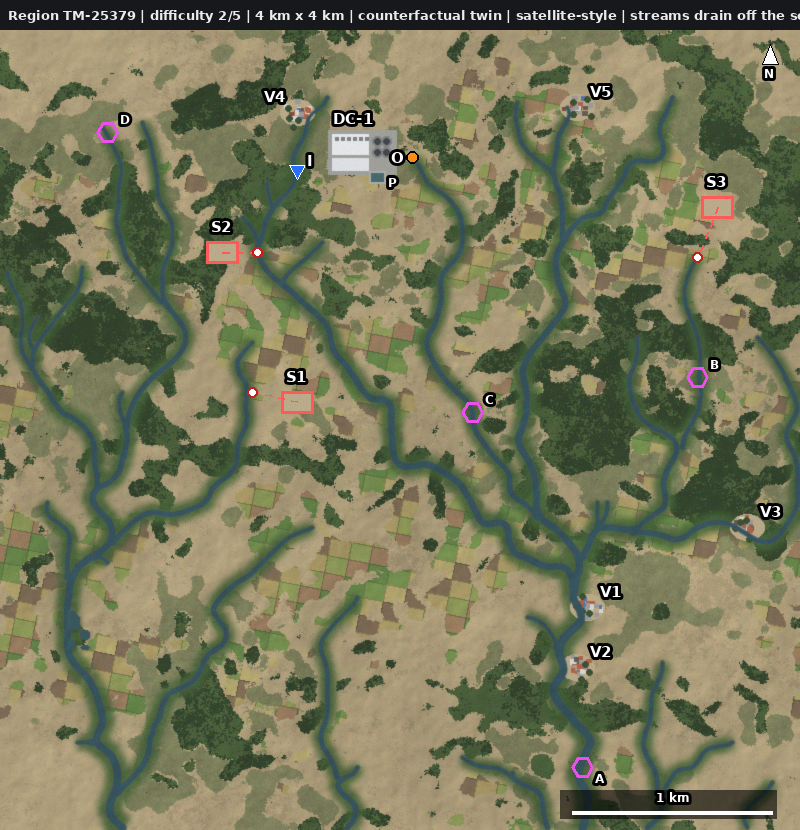 Region TM-25379 | difficulty 2/5 | 4 km x 4 km | counterfactual twin | satellite-style | streams drain off the sc
N
V5
V4
DC-1
D
O
I
P
S3
S2
B
S1
C
V3
V1
V2
A
1 km